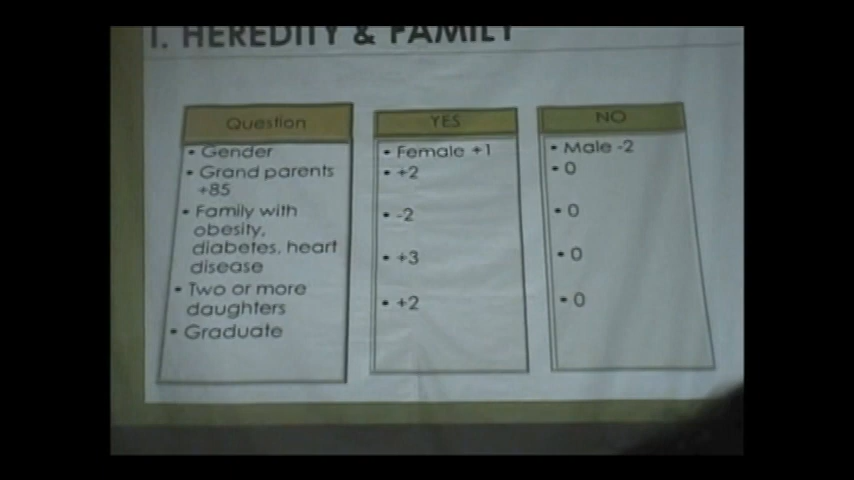 I. HEREDITY & FAMILY
Question
• Gender
• Grand parents
+85
• Family with
obesity,
diabetes, heart
disease
• Two or more
daughters
• Graduate
YES
• Female +1
• +2
• -2
• +3
• +2
NO
• Male -2
• 0
• 0
• 0
• 0